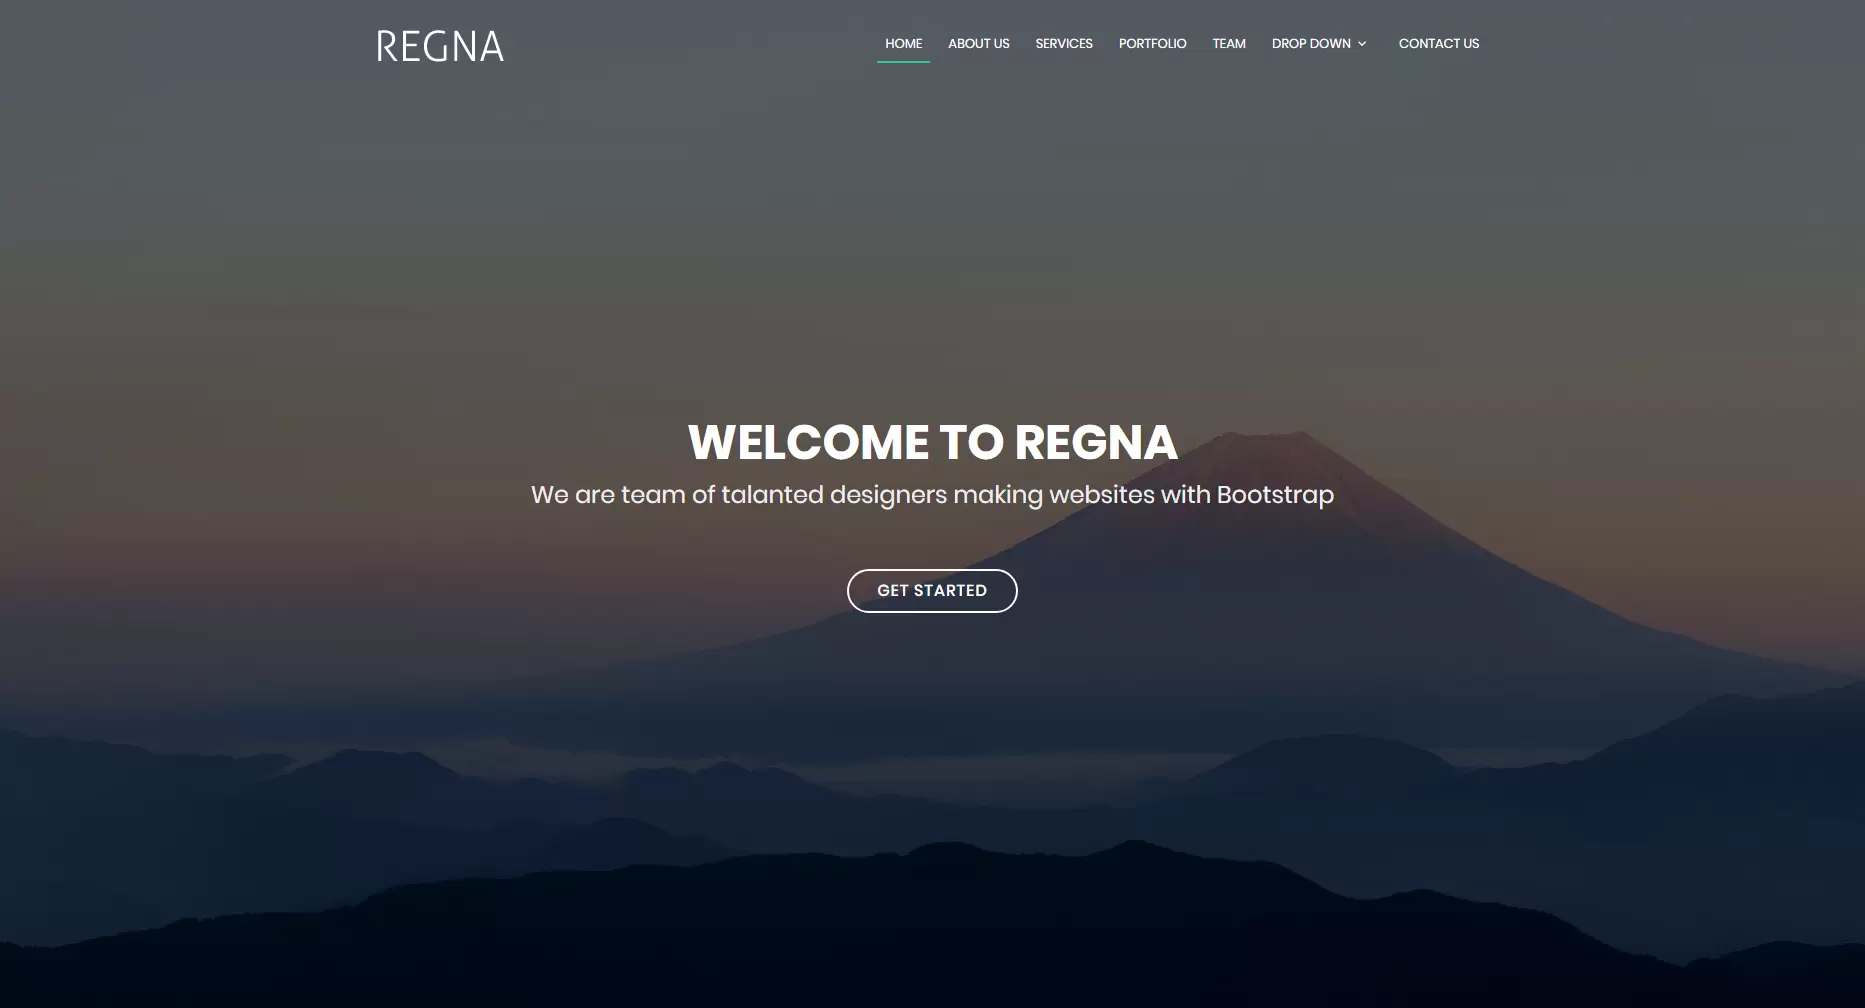 REGNA
HOME ABOUT US SERVICES PORTFOLIO TEAM DROP DOWN CONTACT US
WELCOME TO REGNA
We are team of talanted designers making websites with Bootstrap
GET STARTED